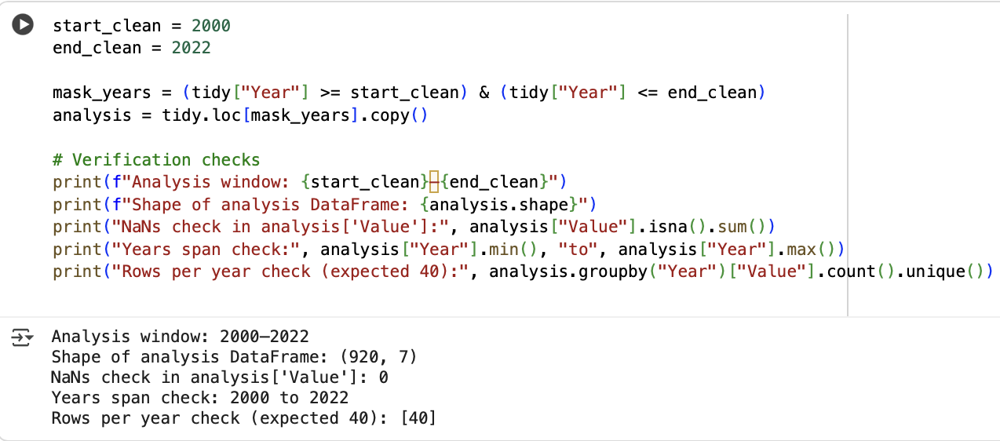 start_clean = 2000
end_clean = 2022
mask_years = (tidy["Year"] >= start_clean) & (tidy["Year"] <= end_clean)
analysis = tidy.loc[mask_years].copy()
# Verification checks
print(f"Analysis window: {start_clean}–{end_clean}")
print(f"Shape of analysis DataFrame: {analysis.shape}")
print("NaNs check in analysis['Value']:", analysis["Value"].isna().sum())
print("Years span check:", analysis["Year"].min(), "to", analysis["Year"].max())
print("Rows per year check (expected 40):", analysis.groupby("Year")["Value"].count().unique())
Analysis window: 2000–2022
Shape of analysis DataFrame: (920, 7)
NaNs check in analysis['Value']: 0
Years span check: 2000 to 2022
Rows per year check (expected 40): [40]